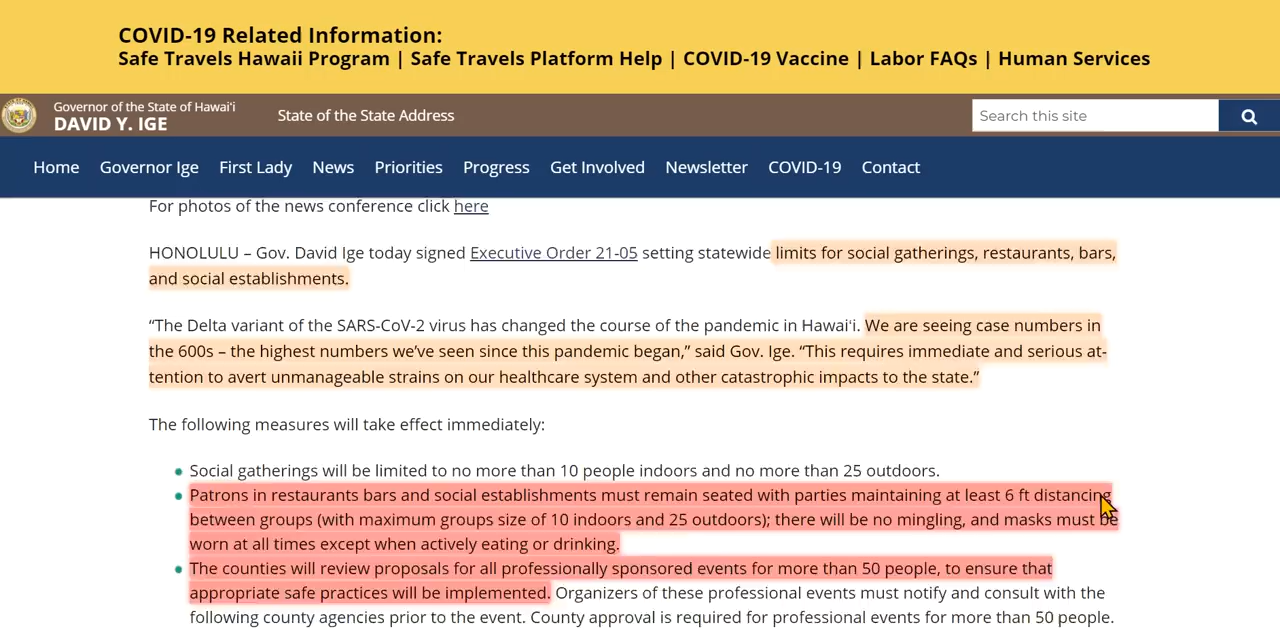 COVID-19 Related Information:
Safe Travels Hawaii Program | Safe Travels Platform Help | COVID-19 Vaccine | Labor FAQs | Human Services
Governor of the State of Hawai'i
DAVID Y. IGE
State of the State Address
Search this site
Home Governor Ige First Lady News Priorities Progress Get Involved Newsletter COVID-19 Contact
For photos of the news conference click here
HONOLULU – Gov. David Ige today signed Executive Order 21-05 setting statewide limits for social gatherings, restaurants, bars,
and social establishments.
“The Delta variant of the SARS-CoV-2 virus has changed the course of the pandemic in Hawai‘i. We are seeing case numbers in
the 600s – the highest numbers we’ve seen since this pandemic began,” said Gov. Ige. “This requires immediate and serious at-
tention to avert unmanageable strains on our healthcare system and other catastrophic impacts to the state.”
The following measures will take effect immediately:
Social gatherings will be limited to no more than 10 people indoors and no more than 25 outdoors.
Patrons in restaurants bars and social establishments must remain seated with parties maintaining at least 6 ft distancing
between groups (with maximum groups size of 10 indoors and 25 outdoors); there will be no mingling, and masks must be
worn at all times except when actively eating or drinking.
The counties will review proposals for all professionally sponsored events for more than 50 people, to ensure that
appropriate safe practices will be implemented. Organizers of these professional events must notify and consult with the
following county agencies prior to the event. County approval is required for professional events for more than 50 people.